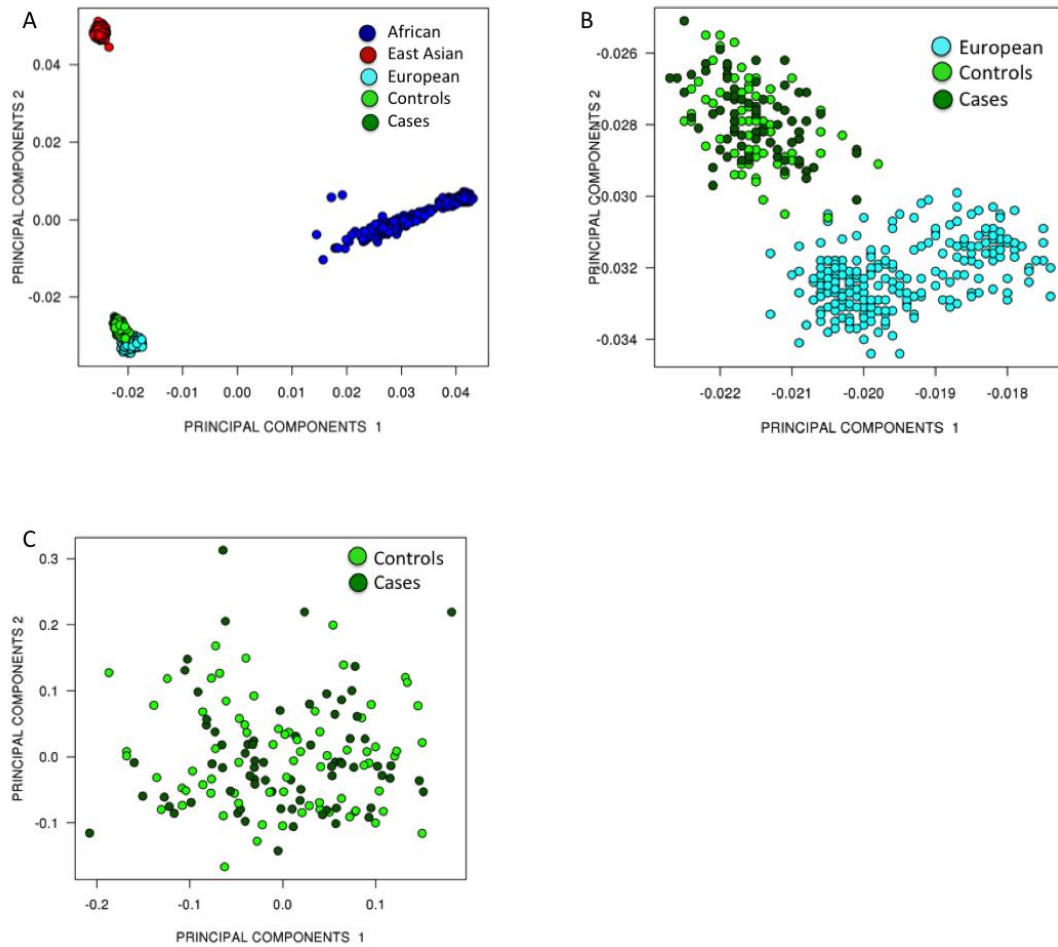 A
African
East Asian
European
Controls
Cases
PRINCIPAL COMPONENTS 2
0.04
0.02
0.00
-0.02
-0.02 -0.01 0.00 0.01 0.02 0.03 0.04
PRINCIPAL COMPONENTS 1
B
European
Controls
Cases
PRINCIPAL COMPONENTS 2
-0.026
-0.028
-0.030
-0.032
-0.034
-0.022 -0.021 -0.020 -0.019 -0.018
PRINCIPAL COMPONENTS 1
C
Controls
Cases
PRINCIPAL COMPONENTS 2
0.3
0.2
0.1
0.0
-0.1
-0.2 -0.1 0.0 0.1
PRINCIPAL COMPONENTS 1